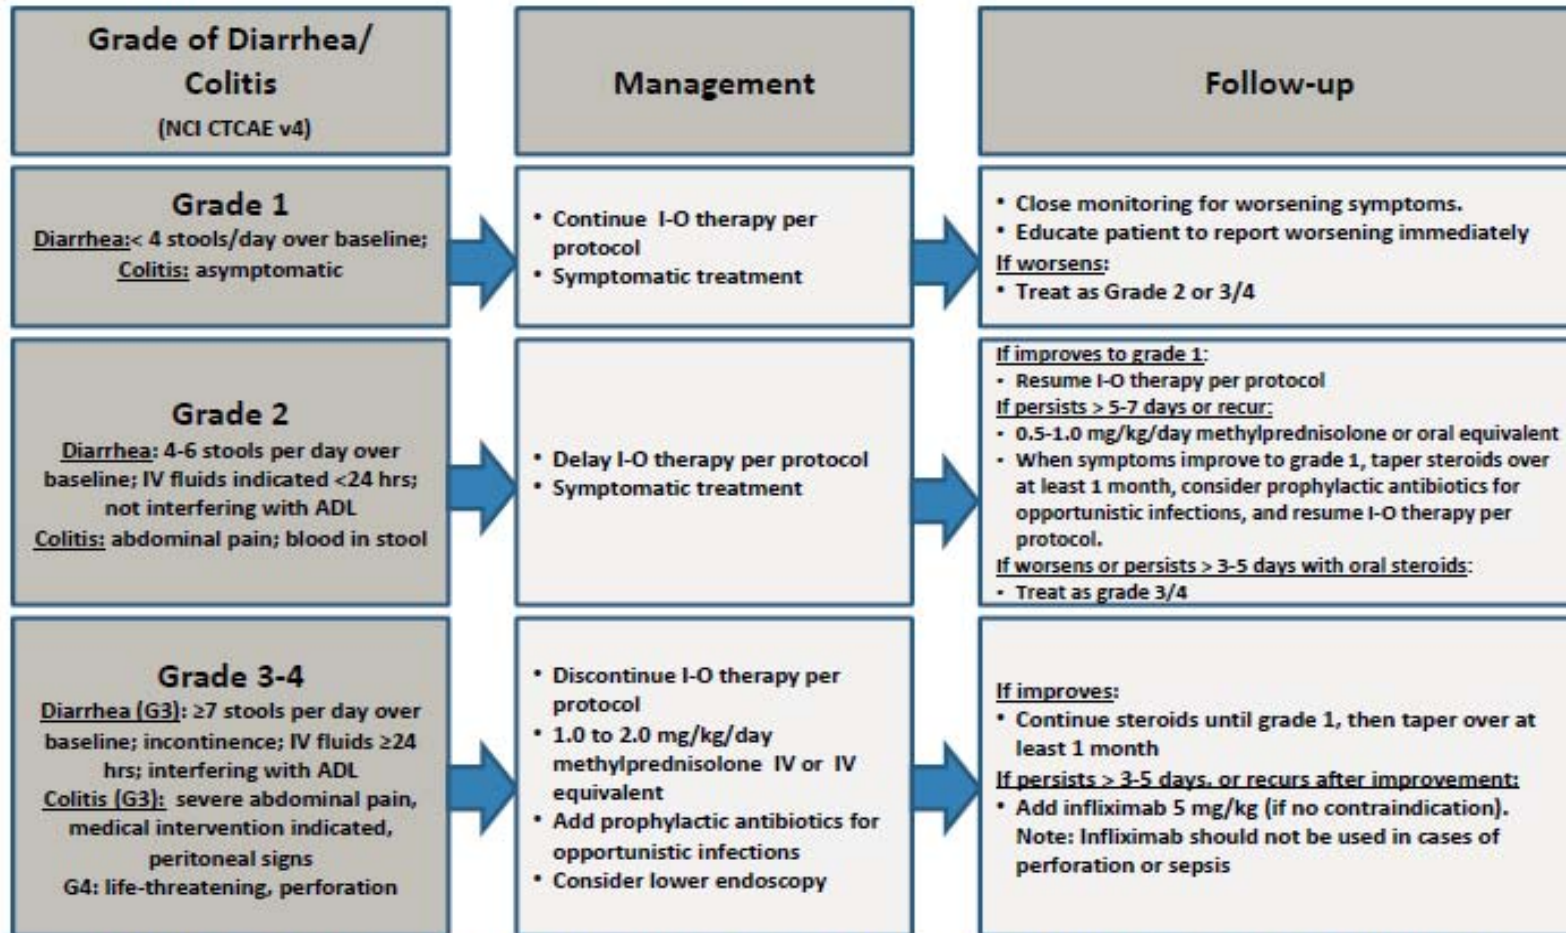 Grade of Diarrhea/
Colitis
(NCI CTCAE v4)
Management
Follow-up
Grade 1
Diarrhea:< 4 stools/day over baseline;
Colitis: asymptomatic
• Continue I-O therapy per
protocol
• Symptomatic treatment
• Close monitoring for worsening symptoms.
• Educate patient to report worsening immediately
If worsens:
• Treat as Grade 2 or 3/4
Grade 2
Diarrhea: 4-6 stools per day over
baseline; IV fluids indicated <24 hrs;
not interfering with ADL
Colitis: abdominal pain; blood in stool
• Delay I-O therapy per protocol
• Symptomatic treatment
If improves to grade 1:
• Resume I-O therapy per protocol
If persists > 5-7 days or recur:
• 0.5-1.0 mg/kg/day methylprednisolone or oral equivalent
• When symptoms improve to grade 1, taper steroids over
at least 1 month, consider prophylactic antibiotics for
opportunistic infections, and resume I-O therapy per
protocol.
If worsens or persists > 3-5 days with oral steroids:
• Treat as grade 3/4
Grade 3-4
Diarrhea (G3): ≥7 stools per day over
baseline; incontinence; IV fluids ≥24
hrs; interfering with ADL
Colitis (G3): severe abdominal pain,
medical intervention indicated,
peritoneal signs
G4: life-threatening, perforation
• Discontinue I-O therapy per
protocol
• 1.0 to 2.0 mg/kg/day
methylprednisolone IV or IV
equivalent
• Add prophylactic antibiotics for
opportunistic infections
• Consider lower endoscopy
If improves:
• Continue steroids until grade 1, then taper over at
least 1 month
If persists > 3-5 days, or recurs after improvement:
• Add infliximab 5 mg/kg (if no contraindication).
Note: Infliximab should not be used in cases of
perforation or sepsis